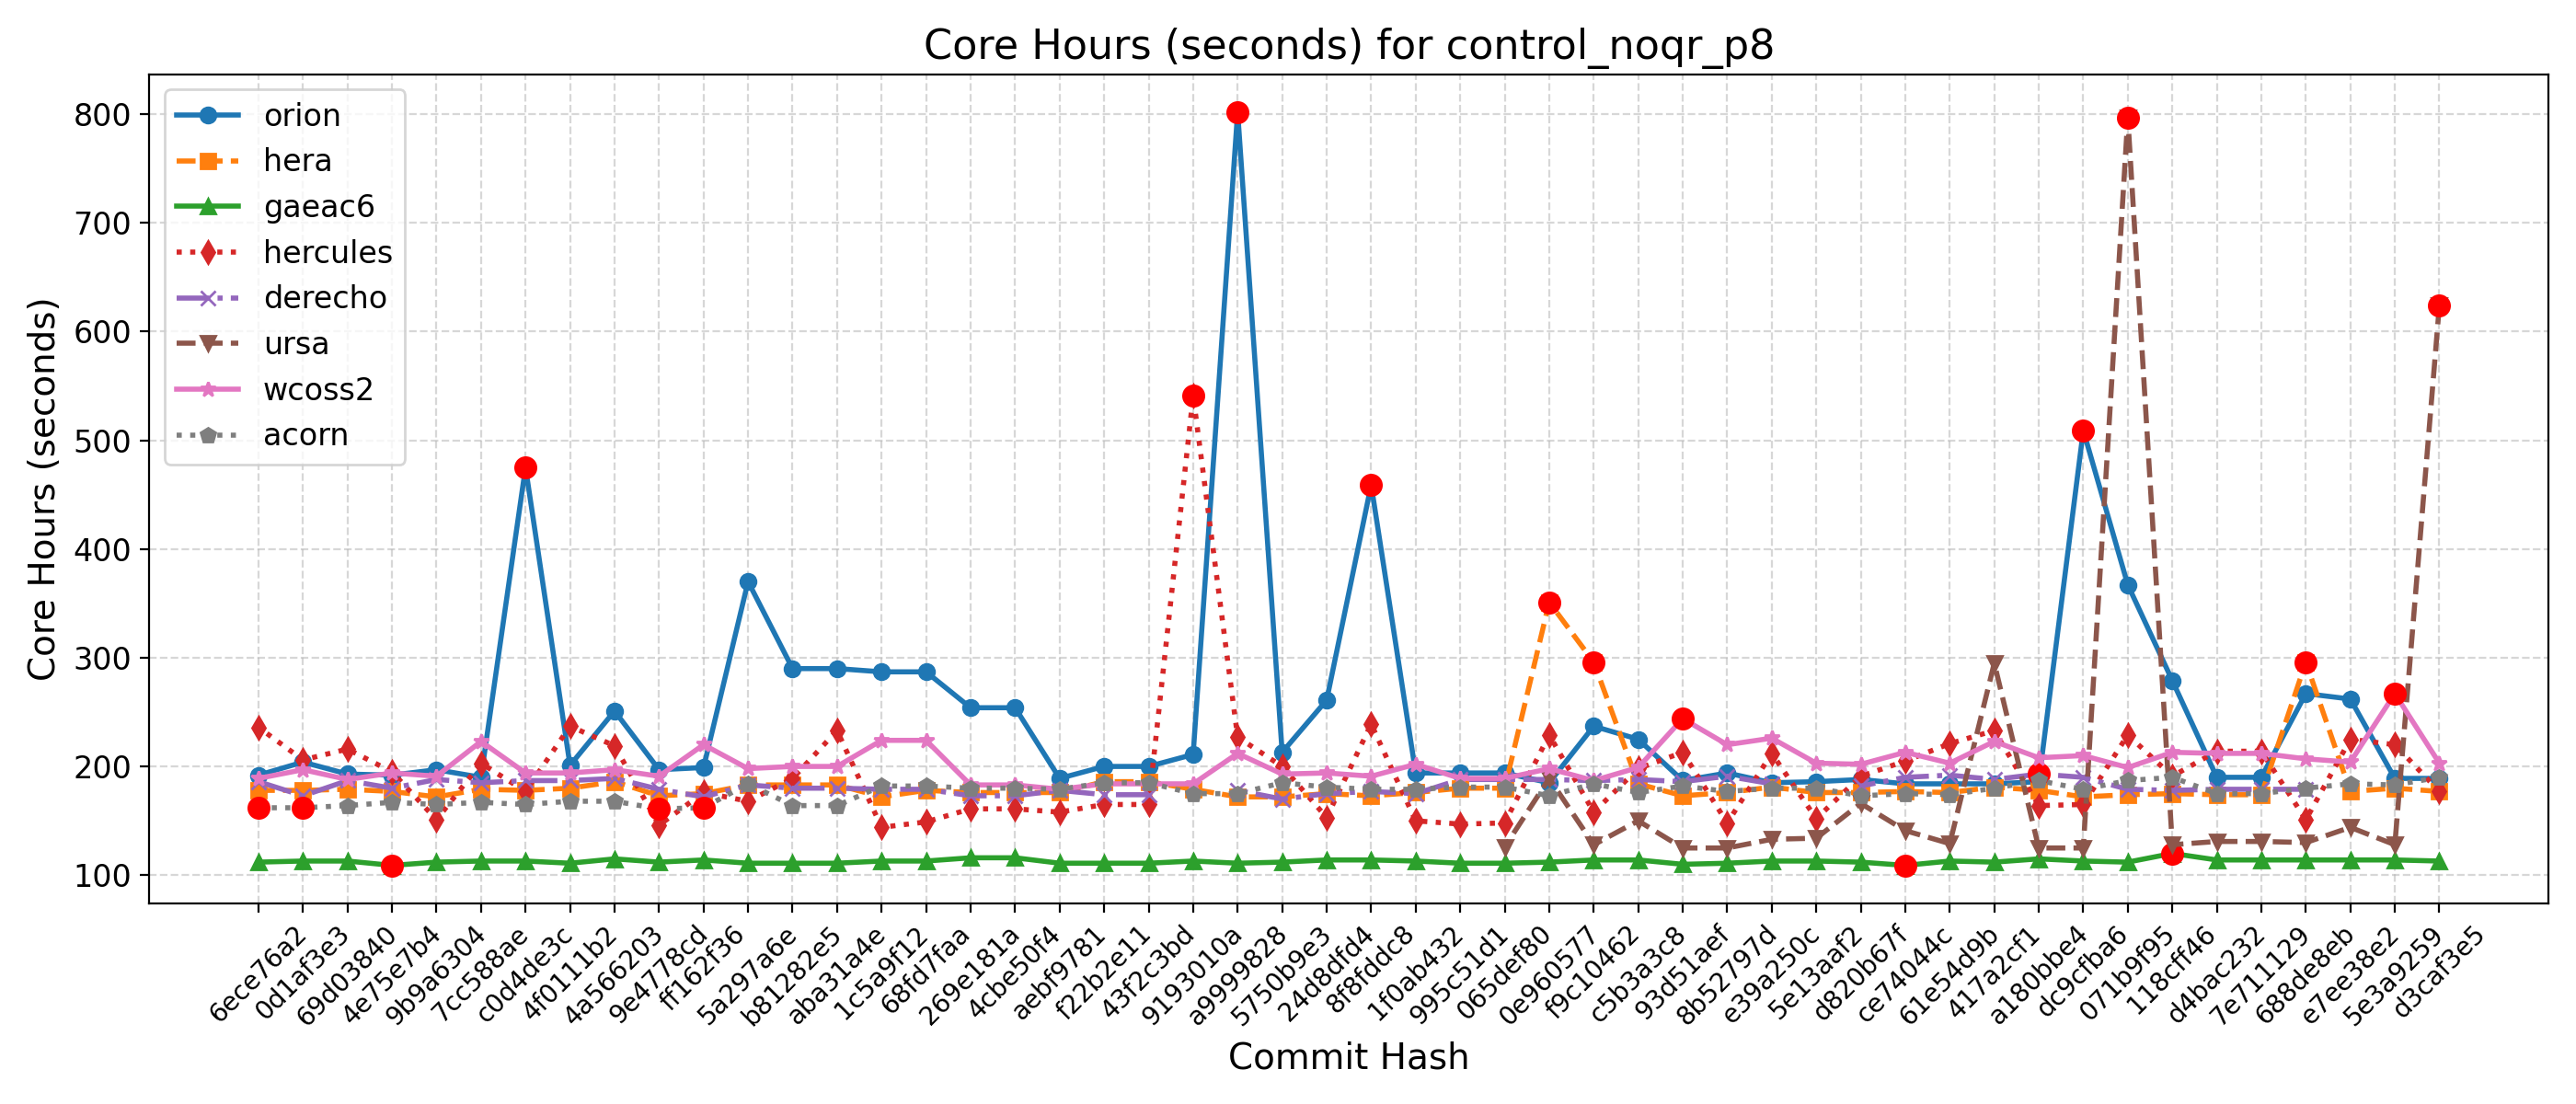 Core Hours (seconds) for control_noqr_p8
Core Hours (seconds)
800
700
600
500
400
300
200
100
orion
hera
gaeac6
hercules
derecho
ursa
wcoss2
acorn
6ece76a2
0d1af3e3
69d03840
4e75e7b4
9b9a6304
7cc588ae
c0d4de3c
4f0111b2
4a566203
9e4778cd
ff162f36
5a297a6e
b81282e5
aba31a4e
1c5a9f12
68fd7faa
269e181a
4cbe50f4
aebf9781
f22b2e11
43f2c3bd
9193010a
a9999828
5750b9e3
24d8dfd4
8f8fddc8
1f0ab432
995c51d1
065def80
0e960577
f9c10462
c5b3a3c8
93d51aef
8b52797d
e39a250c
5e13aaf2
d820b67f
ce74044c
61e54d9b
417a2cf1
a180bbe4
dc9cfba6
071b9f95
118cff46
d4bac232
7e711129
688de8eb
e7ee38e2
5e3a9259
d3caf3e5
Commit Hash